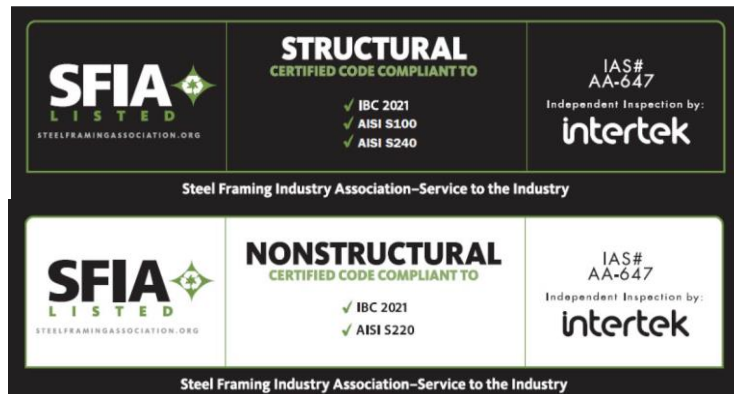 SFIA
LISTED
STEELFRAMINGASSOCIATION.ORG
STRUCTURAL
CERTIFIED CODE COMPLIANT TO
✓ IBC 2021
✓ AISI S100
✓ AISI S240
IAS#
AA-647
Independent Inspection by:
intertek
Steel Framing Industry Association–Service to the Industry
SFIA
LISTED
STEELFRAMINGASSOCIATION.ORG
NONSTRUCTURAL
CERTIFIED CODE COMPLIANT TO
✓ IBC 2021
✓ AISI S220
IAS#
AA-647
Independent Inspection by:
intertek
Steel Framing Industry Association–Service to the Industry